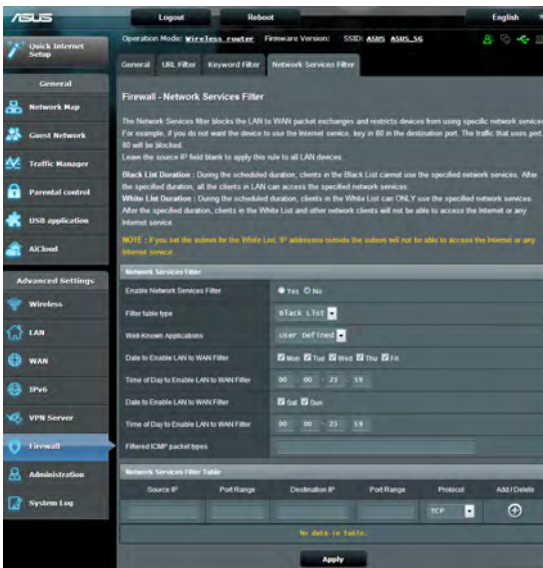 ASUS
Logout
Reboot
English
Quick Internet Setup
Operation Mode: Wireless router Firmware Version: SSID: ASUS ASUS_5G
General
URL Filter
Keyword Filter
Network Services Filter
General
Network Map
Guest Network
Traffic Manager
Parental control
USB application
AiCloud
Advanced Settings
Wireless
LAN
WAN
IPv6
VPN Server
Firewall
Administration
System Log
Firewall - Network Services Filter
The Network Services filter blocks the LAN to WAN packet exchanges and restricts devices from using specific network services.
For example, if you do not want the device to use the Internet service, key in 80 in the destination port. The traffic that uses port
80 will be blocked.
Leave the source IP field blank to apply this rule to all LAN devices.
Black List Duration : During the scheduled duration, clients in the Black List cannot use the specified network services. After
the specified duration, all the clients in LAN can access the specified network services.
White List Duration : During the scheduled duration, clients in the White List can ONLY use the specified network services.
After the specified duration, clients in the White List and other network clients will not be able to access the Internet or any
Internet service.
NOTE : If you set the subnet for the White List, IP addresses outside the subnet will not be able to access the Internet or any
Internet service.
Network Services Filter
Enable Network Services Filter Yes No
Filter table type Black List
Well-Known Applications User Defined
Date to Enable LAN to WAN Filter Mon Tue Wed Thu Fri
Time of Day to Enable LAN to WAN Filter 00 : 00 - 23 : 59
Date to Enable LAN to WAN Filter Sat Sun
Time of Day to Enable LAN to WAN Filter 00 : 00 - 23 : 59
Filtered ICMP packet types
Network Services Filter Table
Source IP Port Range Destination IP Port Range Protocol Add / Delete
TCP
No data in table.
Apply